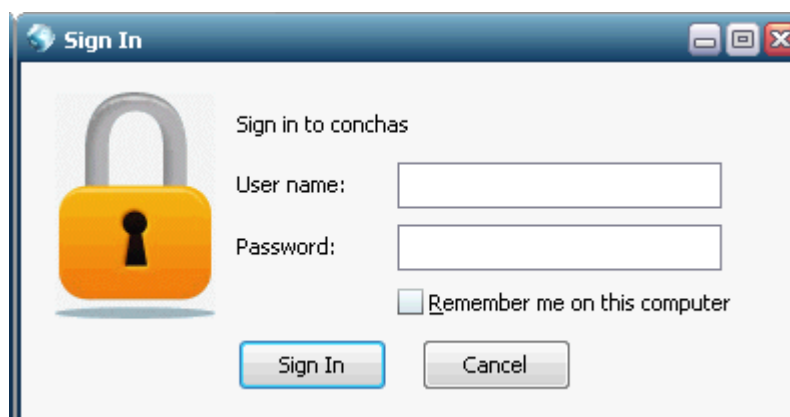 Sign In
Sign in to conchas
User name:
Password:
Remember me on this computer
Sign In Cancel